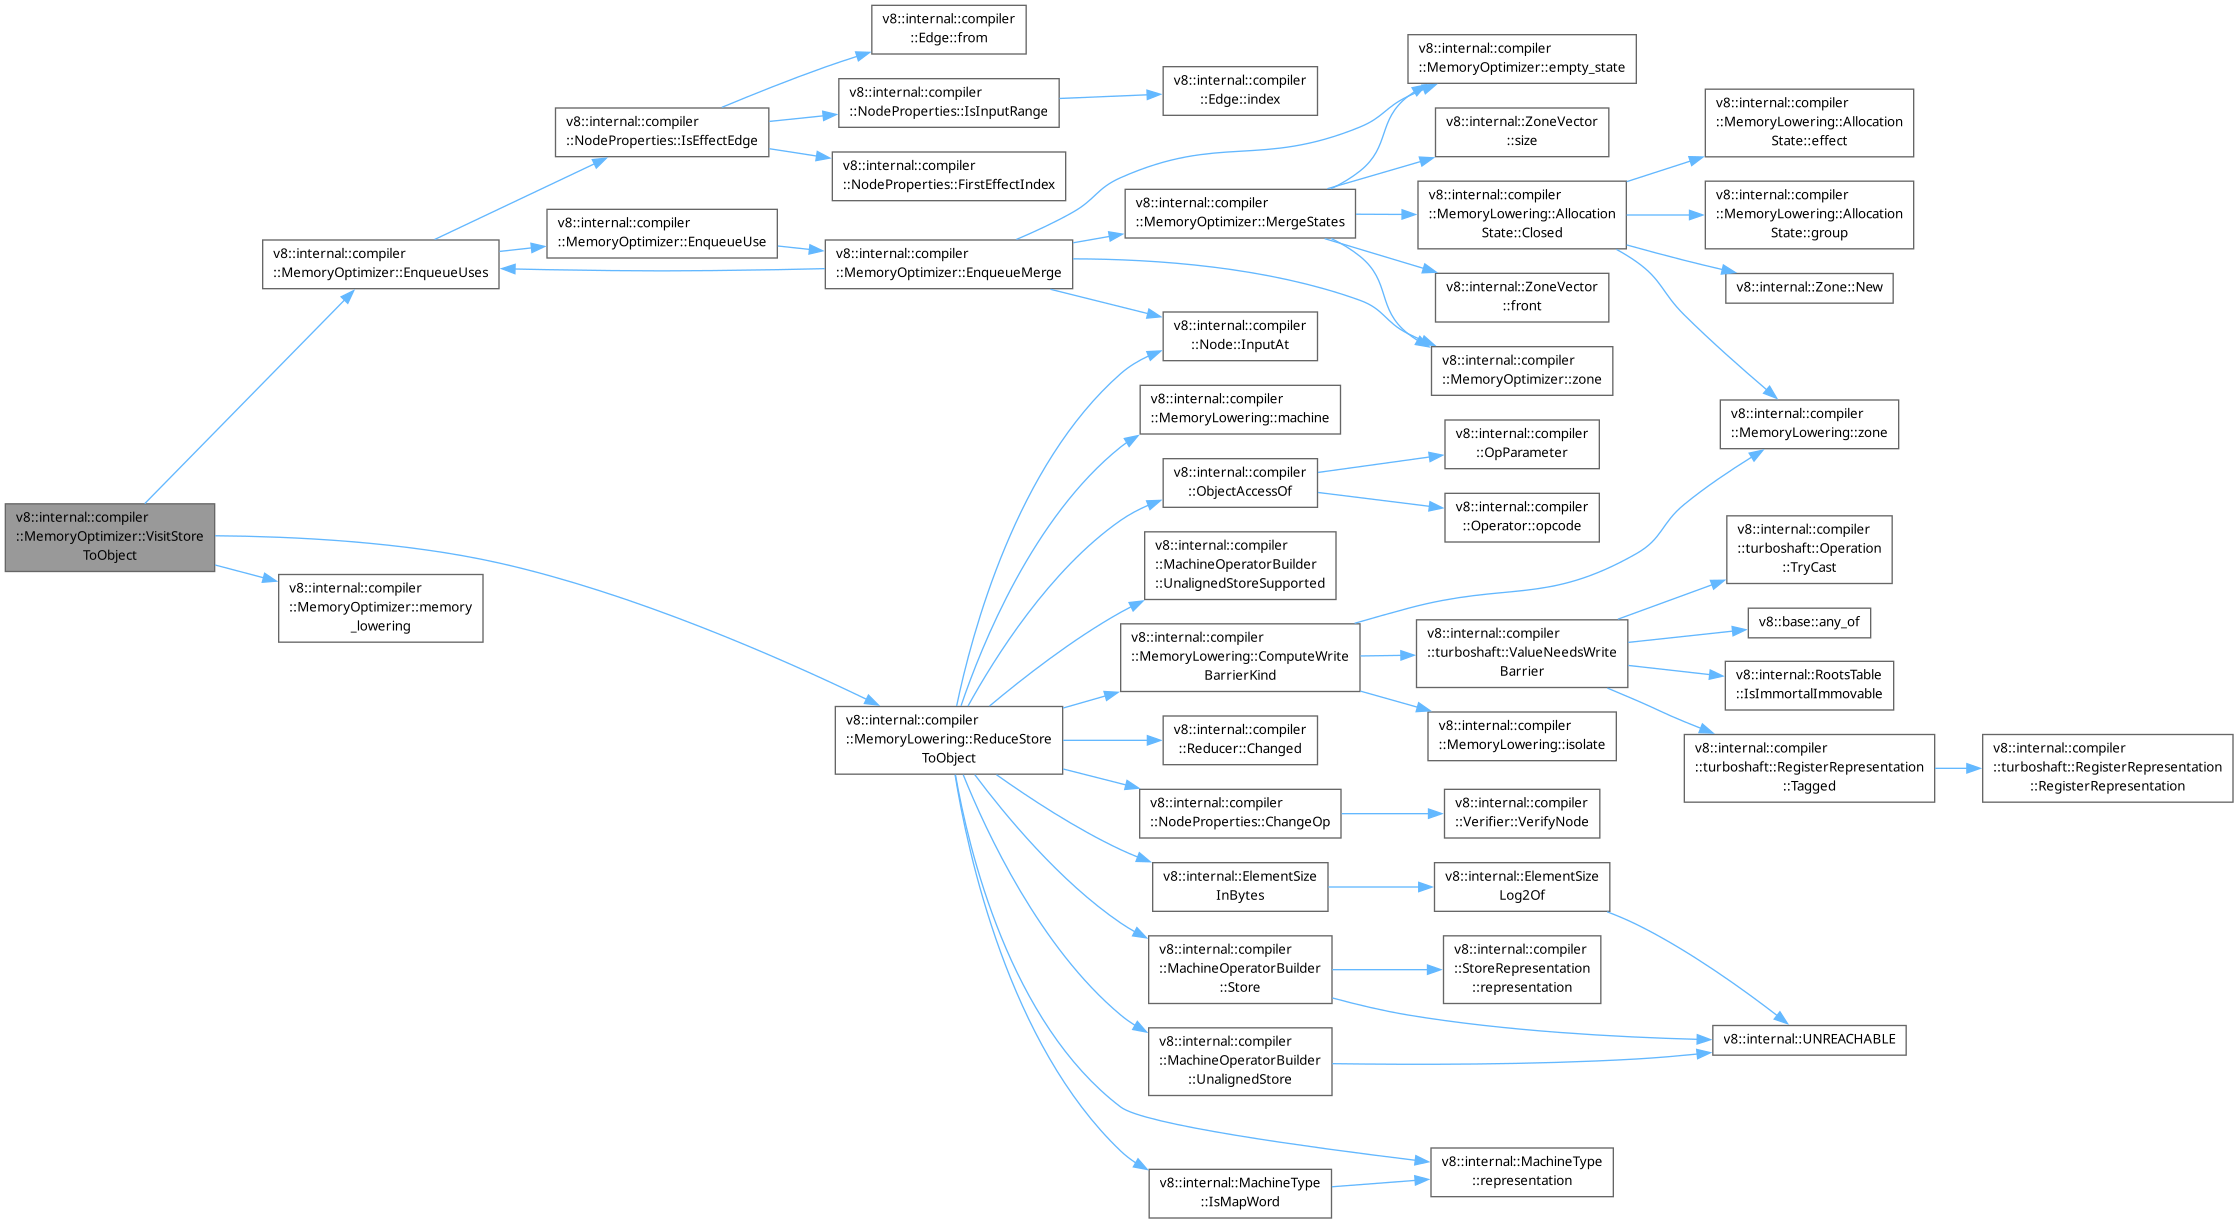 v8::internal::compiler
::MemoryOptimizer::VisitStore
ToObject
v8::internal::compiler
::MemoryOptimizer::EnqueueUses
v8::internal::compiler
::MemoryOptimizer::memory
_lowering
v8::internal::compiler
::NodeProperties::IsEffectEdge
v8::internal::compiler
::MemoryOptimizer::EnqueueUse
v8::internal::compiler
::Edge::from
v8::internal::compiler
::NodeProperties::IsInputRange
v8::internal::compiler
::NodeProperties::FirstEffectIndex
v8::internal::compiler
::MemoryOptimizer::EnqueueMerge
v8::internal::compiler
::MemoryLowering::ReduceStore
ToObject
v8::internal::compiler
::Edge::index
v8::internal::compiler
::MemoryOptimizer::MergeStates
v8::internal::compiler
::Node::InputAt
v8::internal::compiler
::MemoryLowering::machine
v8::internal::compiler
::ObjectAccessOf
v8::internal::compiler
::MachineOperatorBuilder
::UnalignedStoreSupported
v8::internal::compiler
::MemoryLowering::ComputeWrite
BarrierKind
v8::internal::compiler
::Reducer::Changed
v8::internal::compiler
::NodeProperties::ChangeOp
v8::internal::ElementSize
InBytes
v8::internal::compiler
::MachineOperatorBuilder
::Store
v8::internal::compiler
::MachineOperatorBuilder
::UnalignedStore
v8::internal::MachineType
::IsMapWord
v8::internal::compiler
::MemoryOptimizer::empty_state
v8::internal::ZoneVector
::size
v8::internal::compiler
::MemoryLowering::Allocation
State::Closed
v8::internal::ZoneVector
::front
v8::internal::compiler
::MemoryOptimizer::zone
v8::internal::compiler
::OpParameter
v8::internal::compiler
::Operator::opcode
v8::internal::compiler
::turboshaft::ValueNeedsWrite
Barrier
v8::internal::compiler
::MemoryLowering::isolate
v8::internal::compiler
::Verifier::VerifyNode
v8::internal::ElementSize
Log2Of
v8::internal::compiler
::StoreRepresentation
::representation
v8::internal::MachineType
::representation
v8::internal::compiler
::MemoryLowering::Allocation
State::effect
v8::internal::compiler
::MemoryLowering::Allocation
State::group
v8::internal::Zone::New
v8::internal::compiler
::MemoryLowering::zone
v8::internal::compiler
::turboshaft::Operation
::TryCast
v8::base::any_of
v8::internal::RootsTable
::IsImmortalImmovable
v8::internal::compiler
::turboshaft::RegisterRepresentation
::Tagged
v8::internal::UNREACHABLE
v8::internal::compiler
::turboshaft::RegisterRepresentation
::RegisterRepresentation